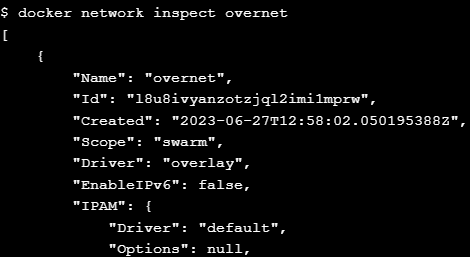 $ docker network inspect overnet
[
    {
        "Name": "overnet",
        "Id": "l8u8ivyanzotzjql2imi1mprw",
        "Created": "2023-06-27T12:58:02.050195388Z",
        "Scope": "swarm",
        "Driver": "overlay",
        "EnableIPv6": false,
        "IPAM": {
            "Driver": "default",
            "Options": null,